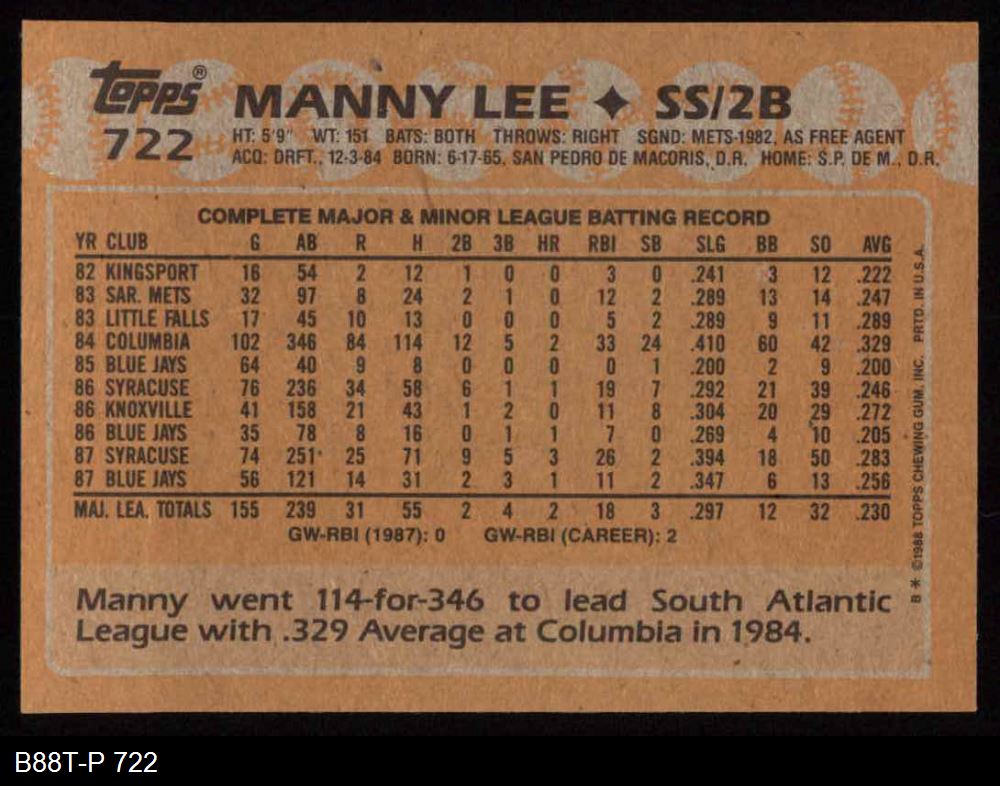 Topps®
722
MANNY LEE ✦ SS/2B
HT: 5'9" WT: 151 BATS: BOTH THROWS: RIGHT SGND: METS-1982, AS FREE AGENT
ACQ: DRFT., 12-3-84 BORN: 6-17-65, SAN PEDRO DE MACORIS, D.R. HOME: S.P. DE M., D.R.
COMPLETE MAJOR & MINOR LEAGUE BATTING RECORD
YR CLUB G AB R H 2B 3B HR RBI SB SLG BB SO AVG
82 KINGSPORT 16 54 2 12 1 0 0 3 0 .241 3 12 .222
83 SAR. METS 32 97 8 24 2 1 0 12 2 .289 13 14 .247
83 LITTLE FALLS 17 45 10 13 0 0 0 5 2 .289 9 11 .289
84 COLUMBIA 102 346 84 114 12 5 2 33 24 .410 60 42 .329
85 BLUE JAYS 64 40 9 8 0 0 0 0 1 .200 2 9 .200
86 SYRACUSE 76 236 34 58 6 1 1 19 7 .292 21 39 .246
86 KNOXVILLE 41 158 21 43 1 2 0 11 8 .304 20 29 .272
86 BLUE JAYS 35 78 8 16 0 1 1 7 0 .269 4 10 .205
87 SYRACUSE 74 251 25 71 9 5 3 26 2 .394 18 50 .283
87 BLUE JAYS 56 121 14 31 2 3 1 11 2 .347 6 13 .256
MAJ. LEA. TOTALS 155 239 31 55 2 4 2 18 3 .297 12 32 .230
GW-RBI (1987): 0 GW-RBI (CAREER): 2
Manny went 114-for-346 to lead South Atlantic
League with .329 Average at Columbia in 1984.
B * ©1988 TOPPS CHEWING GUM, INC. PRTD. IN U.S.A.
B88T-P 722